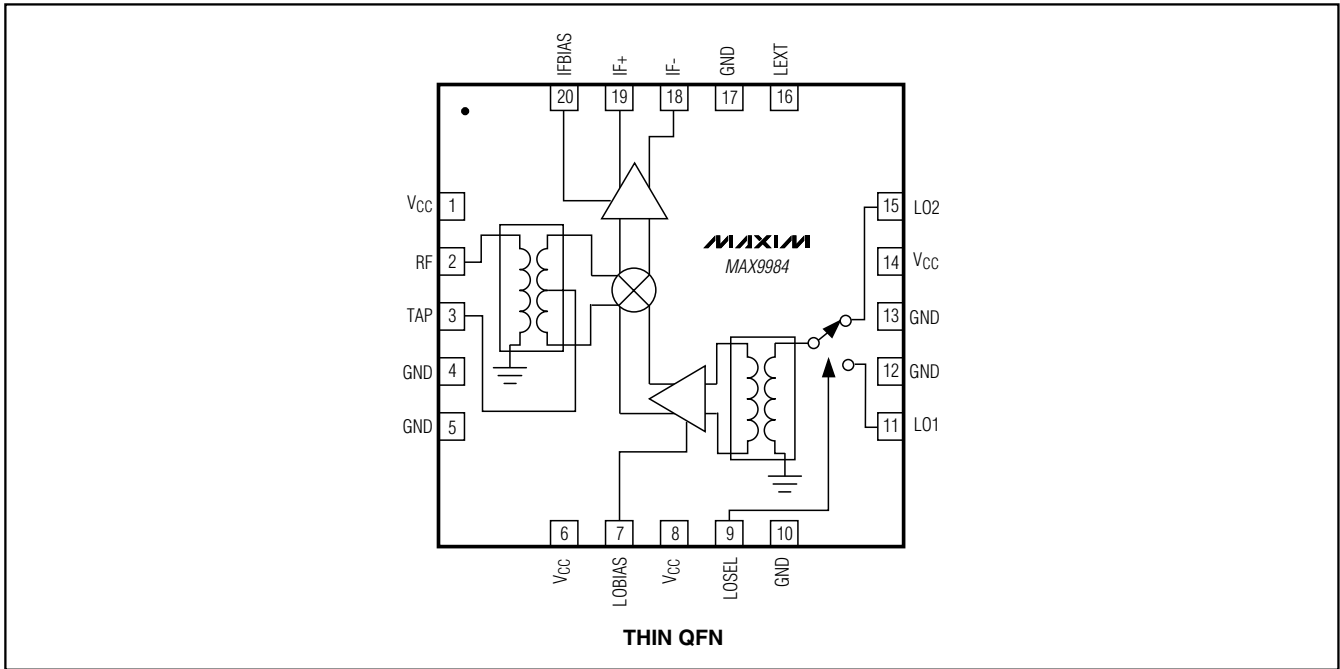 IFBIAS
IF+
IF-
GND
LEXT
20
19
18
17
16
VCC 1
RF 2
TAP 3
GND 4
GND 5
MAXIM
MAX9984
15 LO2
14 VCC
13 GND
12 GND
11 LO1
6
7
8
9
10
VCC
LOBIAS
VCC
LOSEL
GND
THIN QFN